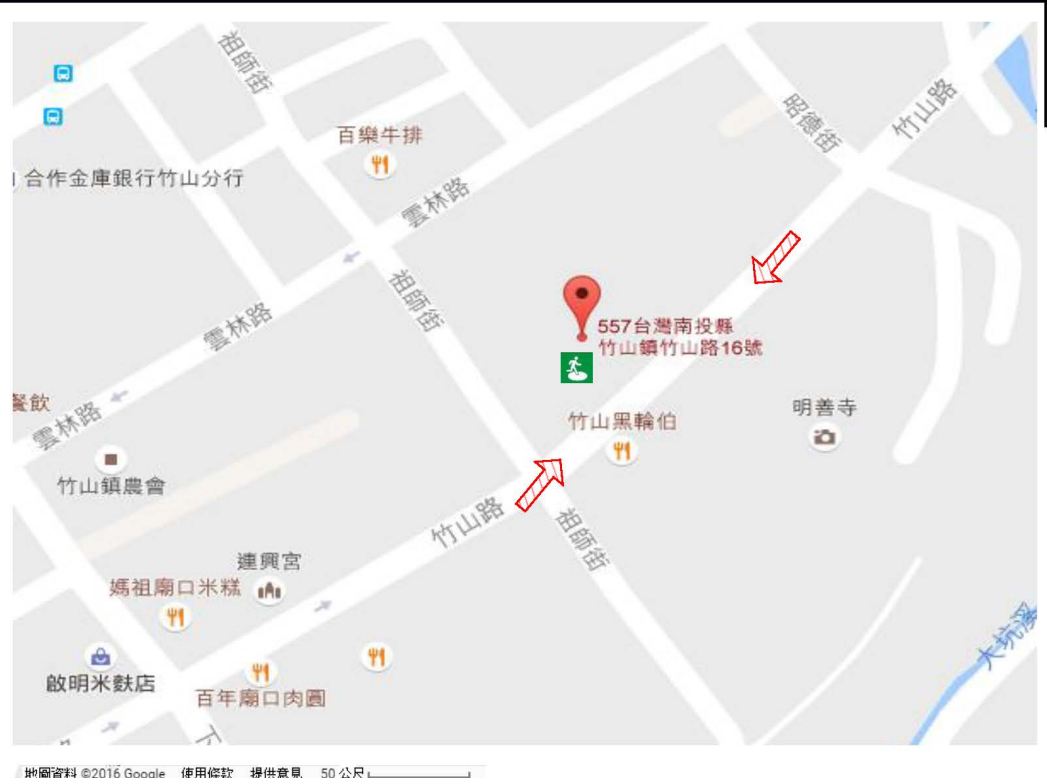 祖師街
昭德街
竹山路
百樂牛排
合作金庫銀行竹山分行
雲林路
祖師街
雲林路
557台灣南投縣
竹山鎮竹山路16號
餐飲
雲林路
竹山黑輪伯
明善寺
竹山鎮農會
竹山路
祖師街
連興宮
媽祖廟口米糕
大坑溪
啟明米麩店
百年廟口肉圓
路
下
地圖資料 ©2016 Google 使用條款 提供意見 50 公尺